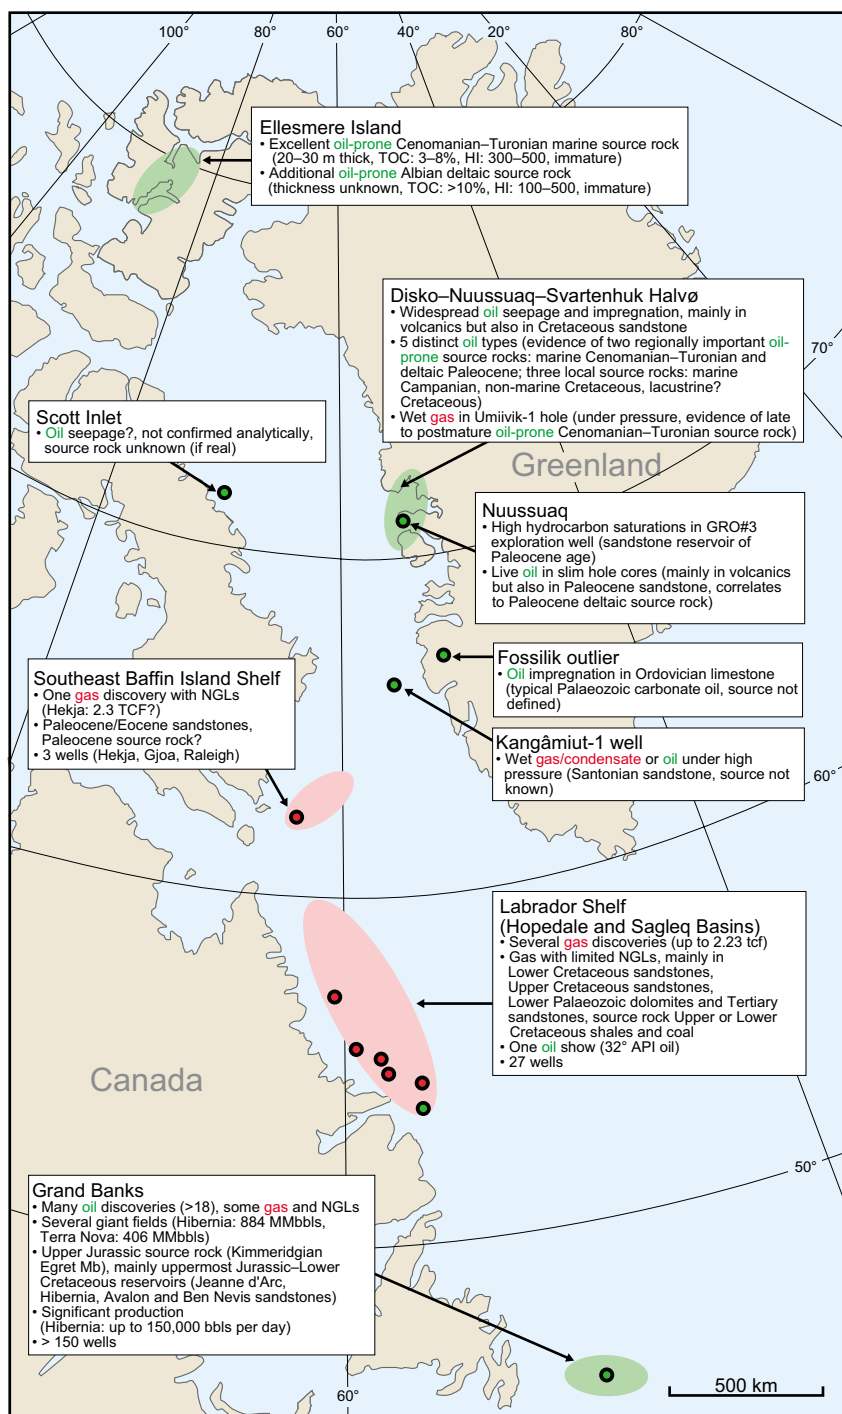 100°
80°
60°
40°
20°
80°
Ellesmere Island
• Excellent oil-prone Cenomanian–Turonian marine source rock
(20–30 m thick, TOC: 3–8%, HI: 300–500, immature)
• Additional oil-prone Albian deltaic source rock
(thickness unknown, TOC: >10%, HI: 100–500, immature)
Disko–Nuussuaq–Svartenhuk Halvø
• Widespread oil seepage and impregnation, mainly in
volcanics but also in Cretaceous sandstone
• 5 distinct oil types (evidence of two regionally important oil-
prone source rocks: marine Cenomanian–Turonian and
deltaic Paleocene; three local source rocks: marine
Campanian, non-marine Cretaceous, lacustrine?
Cretaceous)
• Wet gas in Umiivik-1 hole (under pressure, evidence of late
to postmature oil-prone Cenomanian–Turonian source rock)
70°
Scott Inlet
• Oil seepage?, not confirmed analytically,
source rock unknown (if real)
Greenland
Nuussuaq
• High hydrocarbon saturations in GRO#3
exploration well (sandstone reservoir of
Paleocene age)
• Live oil in slim hole cores (mainly in volcanics
but also in Paleocene sandstone, correlates
to Paleocene deltaic source rock)
Fossilik outlier
• Oil impregnation in Ordovician limestone
(typical Palaeozoic carbonate oil, source not
defined)
Southeast Baffin Island Shelf
• One gas discovery with NGLs
(Hekja: 2.3 TCF?)
• Paleocene/Eocene sandstones,
Paleocene source rock?
• 3 wells (Hekja, Gjoa, Raleigh)
Kangâmiut-1 well
• Wet gas/condensate or oil under high
pressure (Santonian sandstone, source not
known)
60°
Labrador Shelf
(Hopedale and Sagleq Basins)
• Several gas discoveries (up to 2.23 tcf)
• Gas with limited NGLs, mainly in
Lower Cretaceous sandstones,
Upper Cretaceous sandstones,
Lower Palaeozoic dolomites and Tertiary
sandstones, source rock Upper or Lower
Cretaceous shales and coal
• One oil show (32° API oil)
• 27 wells
Canada
50°
Grand Banks
• Many oil discoveries (>18), some gas and NGLs
• Several giant fields (Hibernia: 884 MMbbls,
Terra Nova: 406 MMbbls)
• Upper Jurassic source rock (Kimmeridgian
Egret Mb), mainly uppermost Jurassic–Lower
Cretaceous reservoirs (Jeanne d'Arc,
Hibernia, Avalon and Ben Nevis sandstones)
• Significant production
(Hibernia: up to 150,000 bbls per day)
• > 150 wells
500 km
60°